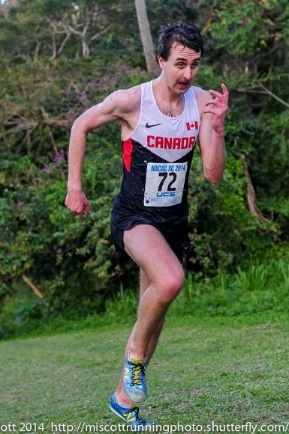 CANADA
NACAC XC 2014
72
UCS
ott 2014 http://miscottrunningphoto.shutterfly.com/